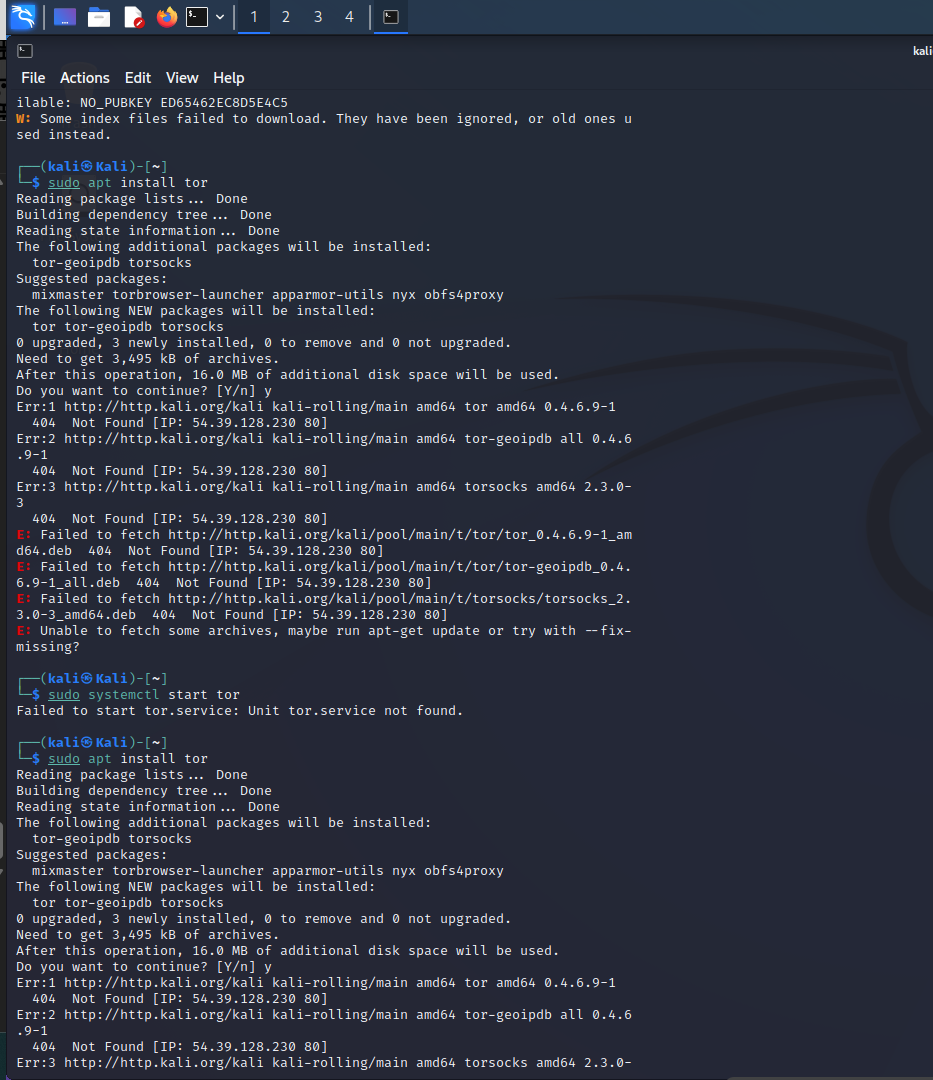 1 2 3 4
kali
File Actions Edit View Help
ilable: NO_PUBKEY ED65462EC8D5E4C5
W: Some index files failed to download. They have been ignored, or old ones u
sed instead.
┌──(kali㉿Kali)-[~]
└─$ sudo apt install tor
Reading package lists... Done
Building dependency tree... Done
Reading state information... Done
The following additional packages will be installed:
  tor-geoipdb torsocks
Suggested packages:
  mixmaster torbrowser-launcher apparmor-utils nyx obfs4proxy
The following NEW packages will be installed:
  tor tor-geoipdb torsocks
0 upgraded, 3 newly installed, 0 to remove and 0 not upgraded.
Need to get 3,495 kB of archives.
After this operation, 16.0 MB of additional disk space will be used.
Do you want to continue? [Y/n] y
Err:1 http://http.kali.org/kali kali-rolling/main amd64 tor amd64 0.4.6.9-1
  404  Not Found [IP: 54.39.128.230 80]
Err:2 http://http.kali.org/kali kali-rolling/main amd64 tor-geoipdb all 0.4.6
.9-1
  404  Not Found [IP: 54.39.128.230 80]
Err:3 http://http.kali.org/kali kali-rolling/main amd64 torsocks amd64 2.3.0-
3
  404  Not Found [IP: 54.39.128.230 80]
E: Failed to fetch http://http.kali.org/kali/pool/main/t/tor/tor_0.4.6.9-1_am
d64.deb  404  Not Found [IP: 54.39.128.230 80]
E: Failed to fetch http://http.kali.org/kali/pool/main/t/tor/tor-geoipdb_0.4.
6.9-1_all.deb  404  Not Found [IP: 54.39.128.230 80]
E: Failed to fetch http://http.kali.org/kali/pool/main/t/torsocks/torsocks_2.
3.0-3_amd64.deb  404  Not Found [IP: 54.39.128.230 80]
E: Unable to fetch some archives, maybe run apt-get update or try with --fix-
missing?
┌──(kali㉿Kali)-[~]
└─$ sudo systemctl start tor
Failed to start tor.service: Unit tor.service not found.
┌──(kali㉿Kali)-[~]
└─$ sudo apt install tor
Reading package lists... Done
Building dependency tree... Done
Reading state information... Done
The following additional packages will be installed:
  tor-geoipdb torsocks
Suggested packages:
  mixmaster torbrowser-launcher apparmor-utils nyx obfs4proxy
The following NEW packages will be installed:
  tor tor-geoipdb torsocks
0 upgraded, 3 newly installed, 0 to remove and 0 not upgraded.
Need to get 3,495 kB of archives.
After this operation, 16.0 MB of additional disk space will be used.
Do you want to continue? [Y/n] y
Err:1 http://http.kali.org/kali kali-rolling/main amd64 tor amd64 0.4.6.9-1
  404  Not Found [IP: 54.39.128.230 80]
Err:2 http://http.kali.org/kali kali-rolling/main amd64 tor-geoipdb all 0.4.6
.9-1
  404  Not Found [IP: 54.39.128.230 80]
Err:3 http://http.kali.org/kali kali-rolling/main amd64 torsocks amd64 2.3.0-